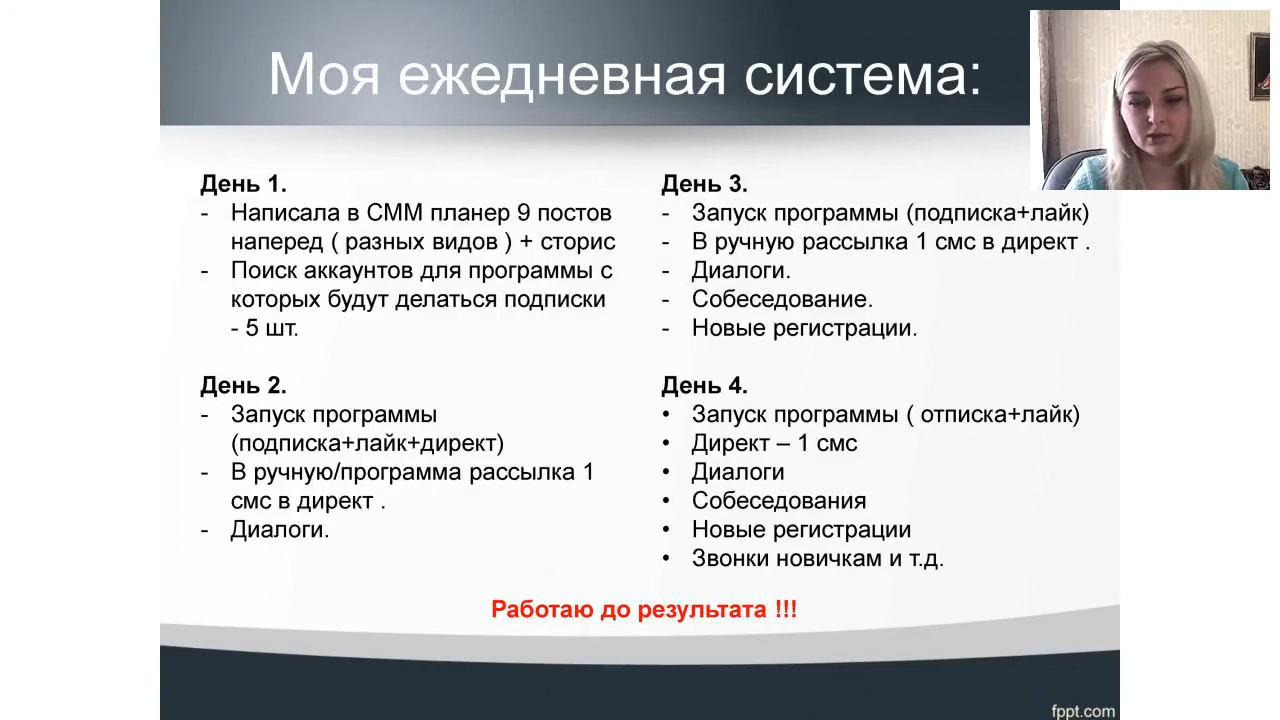 Моя ежедневная система:
День 1.
- Написала в СММ планер 9 постов
наперед ( разных видов ) + сторис
- Поиск аккаунтов для программы с
которых будут делаться подписки
- 5 шт.
День 2.
- Запуск программы
(подписка+лайк+директ)
- В ручную/программа рассылка 1
смс в директ .
- Диалоги.
День 3.
- Запуск программы (подписка+лайк)
- В ручную рассылка 1 смс в директ .
- Диалоги.
- Собеседование.
- Новые регистрации.
День 4.
• Запуск программы ( отписка+лайк)
• Директ – 1 смс
• Диалоги
• Собеседования
• Новые регистрации
• Звонки новичкам и т.д.
Работаю до результата !!!
fppt.com